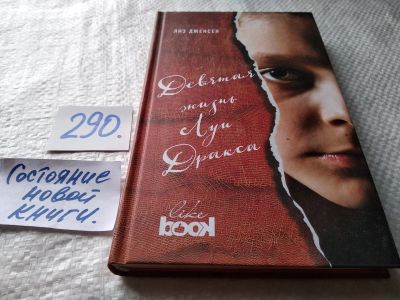 ЛИЗ ДЖЕНСЕН
Девятая
жизнь
Луи
Дракса
like
book
290.
Состояние
новой
книги.